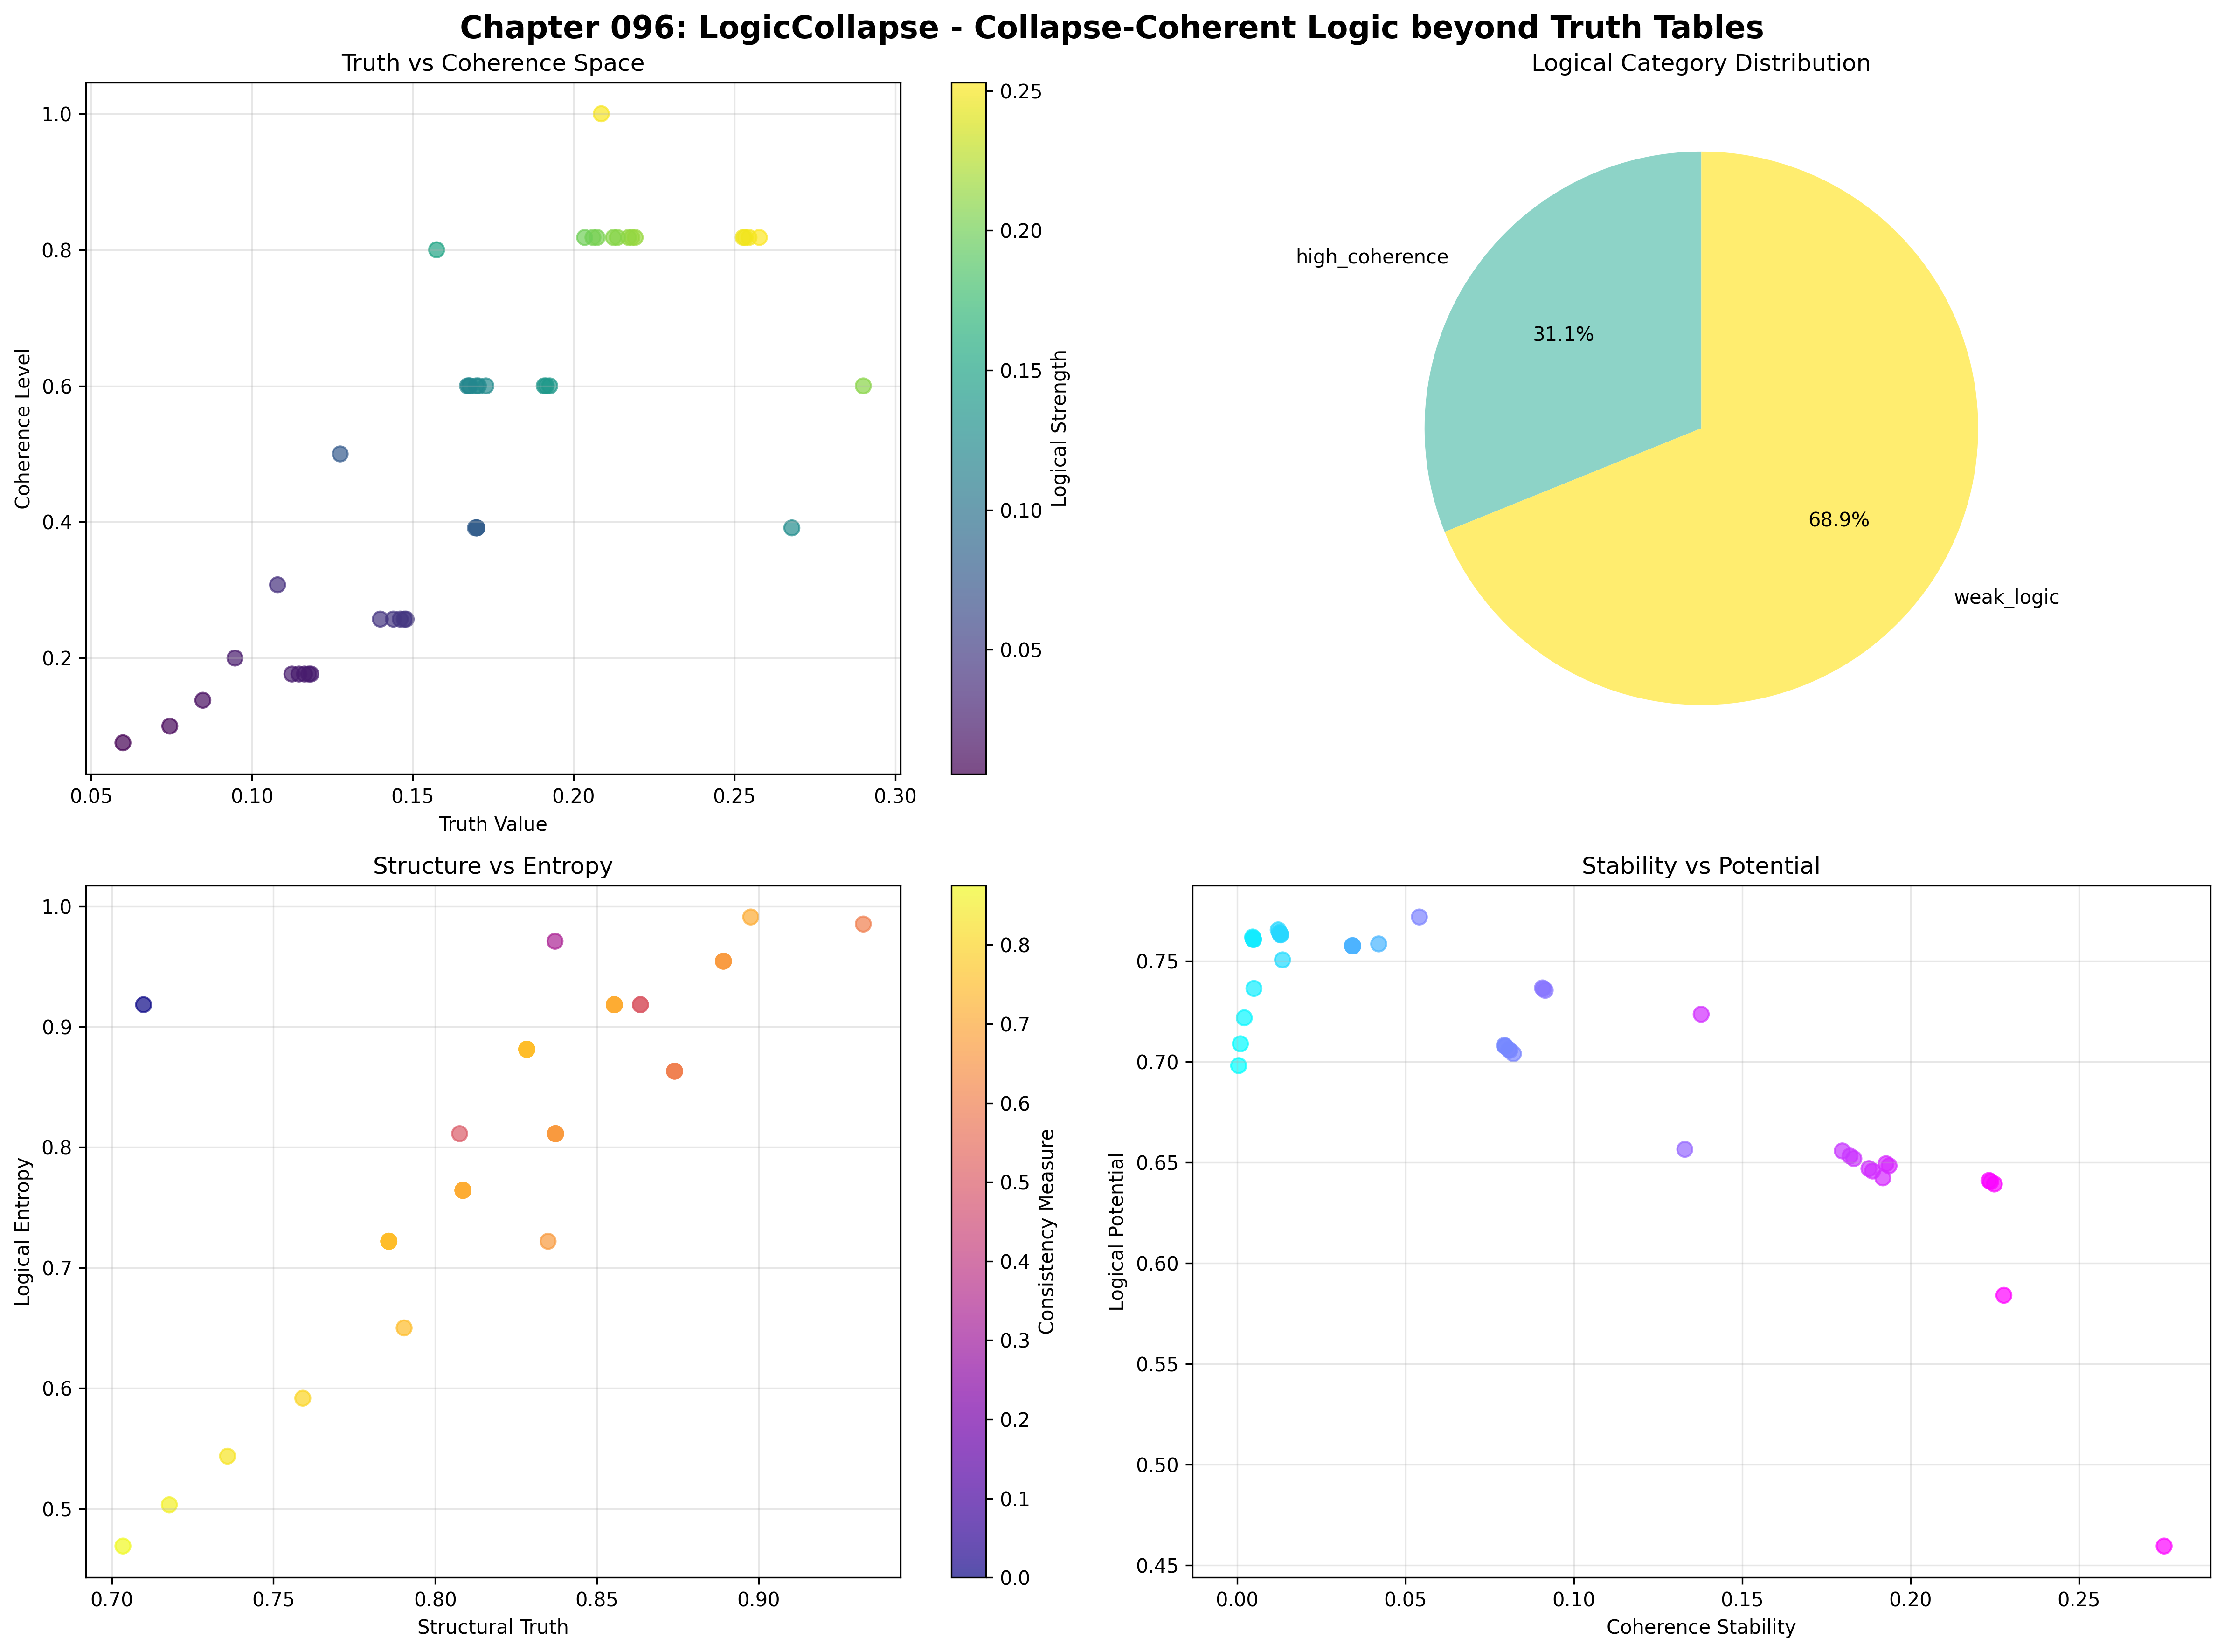 Chapter 096: LogicCollapse - Collapse-Coherent Logic beyond Truth Tables
Truth vs Coherence Space
1.0
0.8
0.6
0.4
0.2
Coherence Level
0.05 0.10 0.15 0.20 0.25 0.30
Truth Value
0.25
0.20
0.15
0.10
0.05
Logical Strength
Logical Category Distribution
high_coherence
31.1%
68.9%
weak_logic
Structure vs Entropy
1.0
0.9
0.8
0.7
0.6
0.5
Logical Entropy
0.70 0.75 0.80 0.85 0.90
Structural Truth
0.8
0.7
0.6
0.5
0.4
0.3
0.2
0.1
0.0
Consistency Measure
Stability vs Potential
0.75
0.70
0.65
0.60
0.55
0.50
0.45
Logical Potential
0.00 0.05 0.10 0.15 0.20 0.25
Coherence Stability